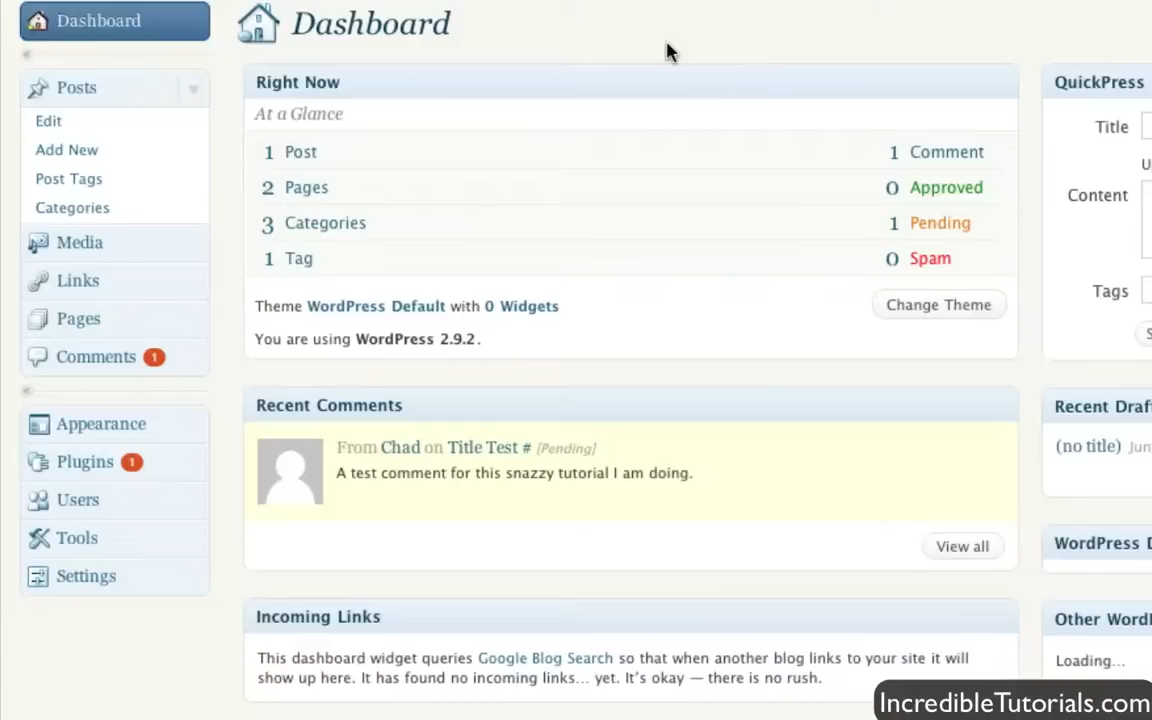 Dashboard
Dashboard
Posts
Edit
Add New
Post Tags
Categories
Media
Links
Pages
Comments 1
Appearance
Plugins 1
Users
Tools
Settings
Right Now
At a Glance
1 Post 1 Comment
2 Pages 0 Approved
3 Categories 1 Pending
1 Tag 0 Spam
Theme WordPress Default with 0 Widgets Change Theme
You are using WordPress 2.9.2.
Recent Comments
From Chad on Title Test # [Pending]
A test comment for this snazzy tutorial I am doing.
View all
Incoming Links
This dashboard widget queries Google Blog Search so that when another blog links to your site it will
show up here. It has found no incoming links… yet. It's okay — there is no rush.
QuickPress
Title
Content
Tags
Recent
(no title)
WordPress
Other
Loading…
IncredibleTutorials.com